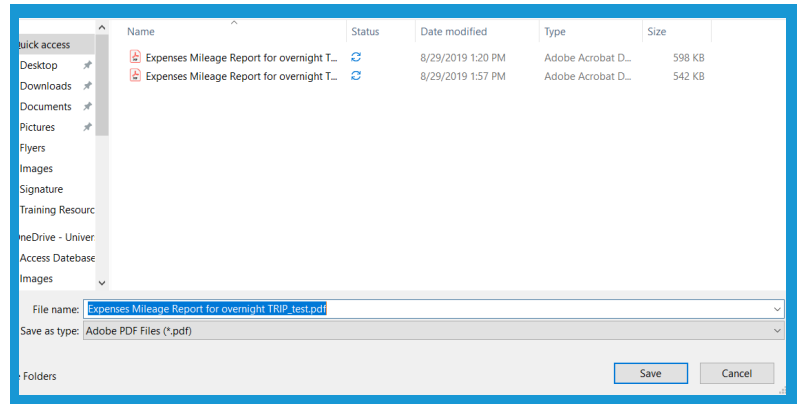 Name Status Date modified Type Size
Quick access
Desktop
Expenses Mileage Report for overnight T... 8/29/2019 1:20 PM Adobe Acrobat D... 598 KB
Downloads
Expenses Mileage Report for overnight T... 8/29/2019 1:57 PM Adobe Acrobat D... 542 KB
Documents
Pictures
Flyers
Images
Signature
Training Resourc
neDrive - Univer
Access Datebase
Images
File name: Expenses Mileage Report for overnight TRIP_test.pdf
Save as type: Adobe PDF Files (*.pdf)
Folders
Save Cancel